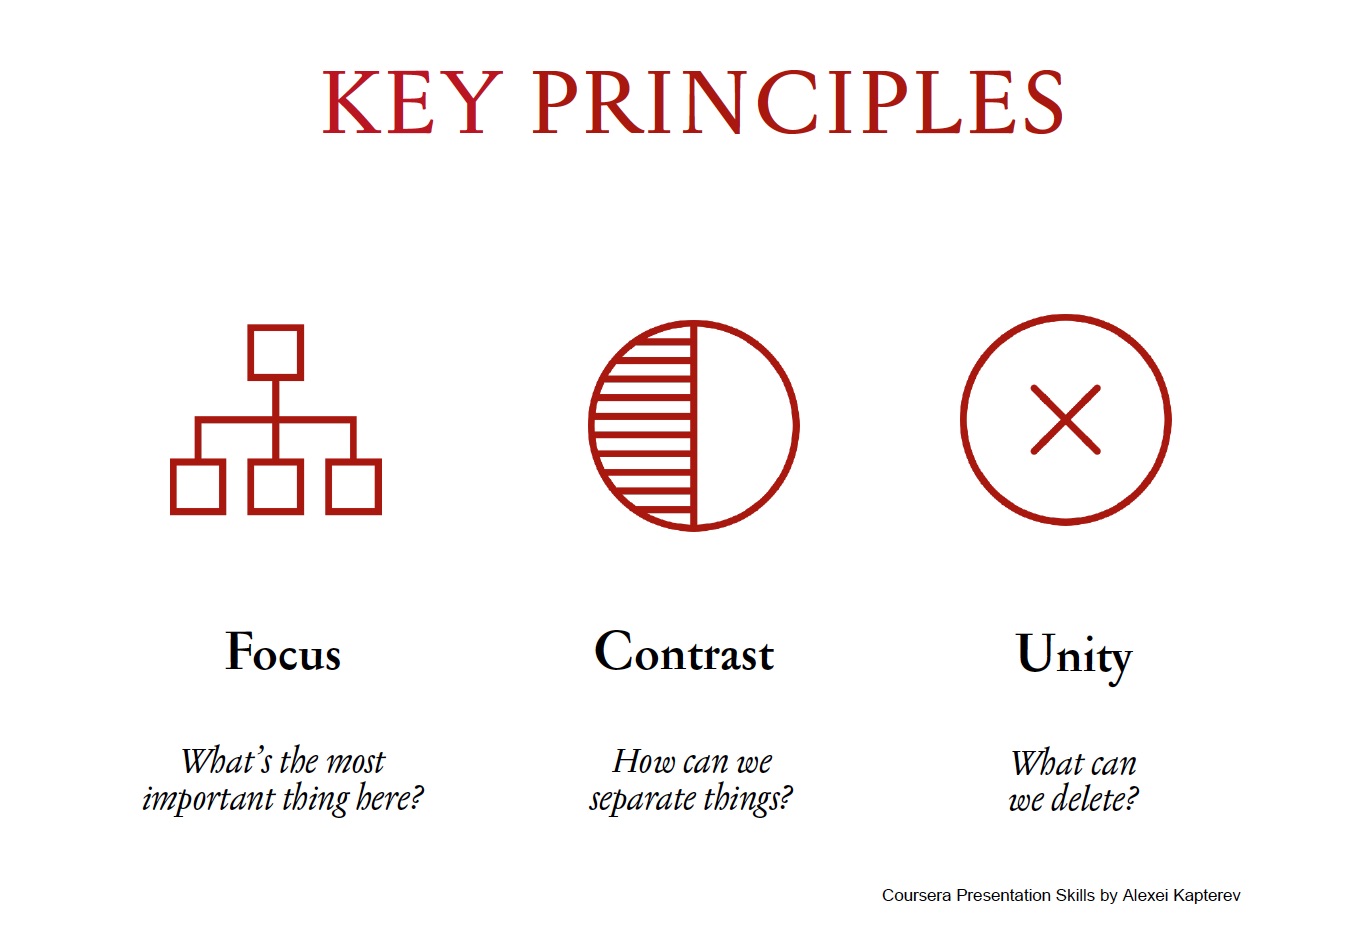 KEY PRINCIPLES
Focus
Contrast
Unity
What’s the most
important thing here?
How can we
separate things?
What can
we delete?
Coursera Presentation Skills by Alexei Kapterev